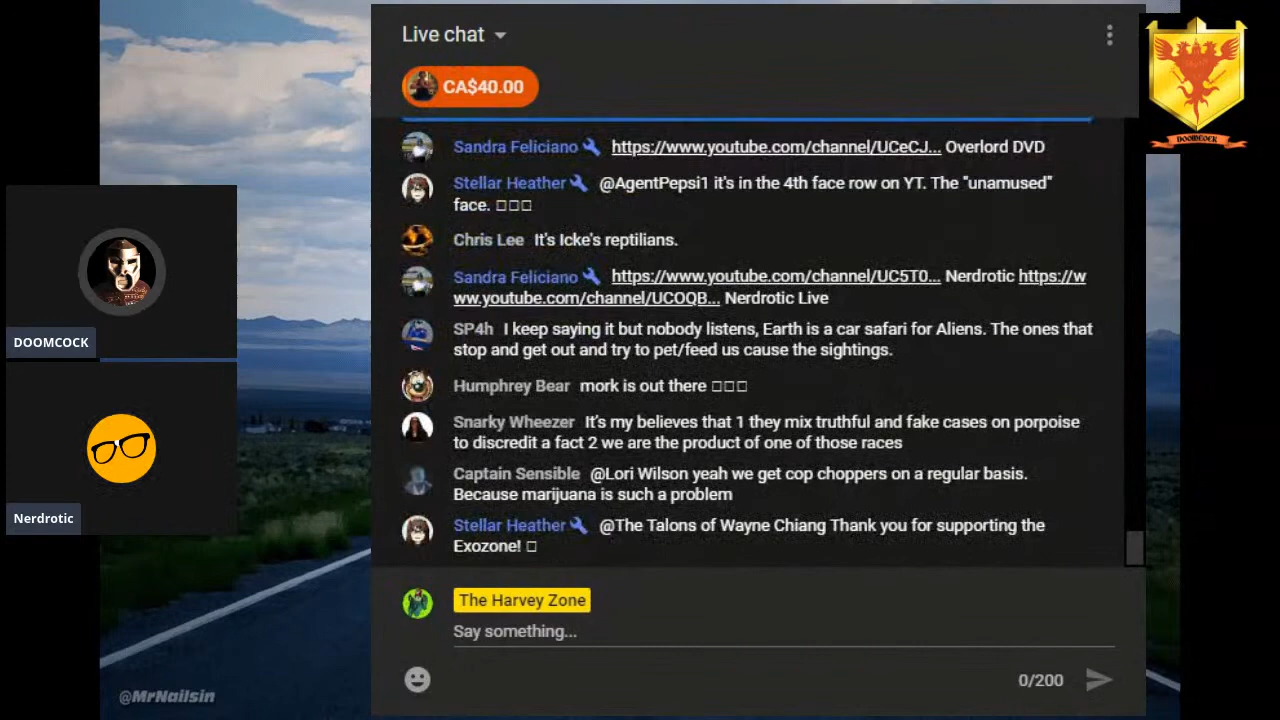 Live chat
CA$40.00
DOOMCOCK
Sandra Feliciano https://www.youtube.com/channel/UCeCJ... Overlord DVD
Stellar Heather @AgentPepsi1 it's in the 4th face row on YT. The "unamused"
face. □□□
Chris Lee It's Icke's reptilians.
Sandra Feliciano https://www.youtube.com/channel/UC5T0... Nerdrotic https://w
ww.youtube.com/channel/UCOQB... Nerdrotic Live
SP4h I keep saying it but nobody listens, Earth is a car safari for Aliens. The ones that
stop and get out and try to pet/feed us cause the sightings.
Humphrey Bear mork is out there □□□
Snarky Wheezer It's my believes that 1 they mix truthful and fake cases on porpoise
to discredit a fact 2 we are the product of one of those races
Captain Sensible @Lori Wilson yeah we get cop choppers on a regular basis.
Because marijuana is such a problem
Stellar Heather @The Talons of Wayne Chiang Thank you for supporting the
Exozone! □
The Harvey Zone
Say something...
0/200
DOOMCOCK
Nerdrotic
@MrNailsin